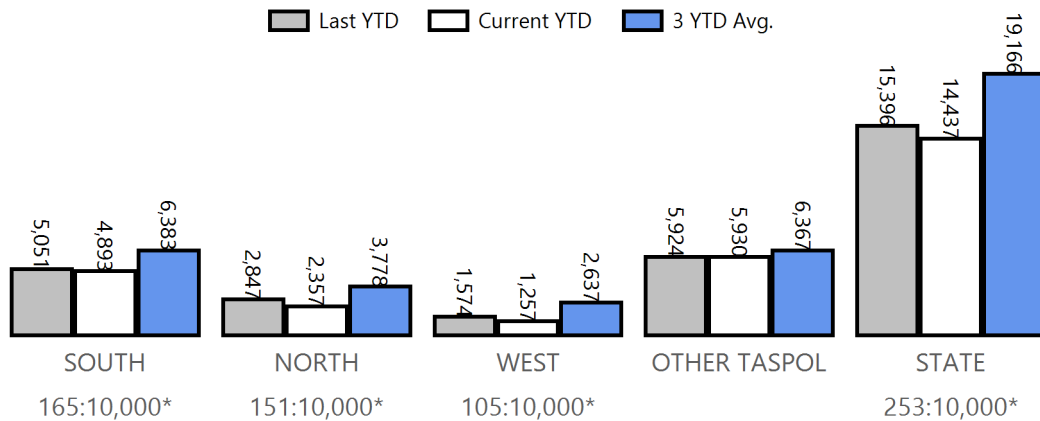 Last YTD Current YTD 3 YTD Avg.
5,051 4,893 6,383 2,847 2,357 3,778 1,574 1,257 2,637 5,924 5,930 6,367 15,396 14,437 19,166
SOUTH NORTH WEST OTHER TASPOL STATE
165:10,000* 151:10,000* 105:10,000* 253:10,000*